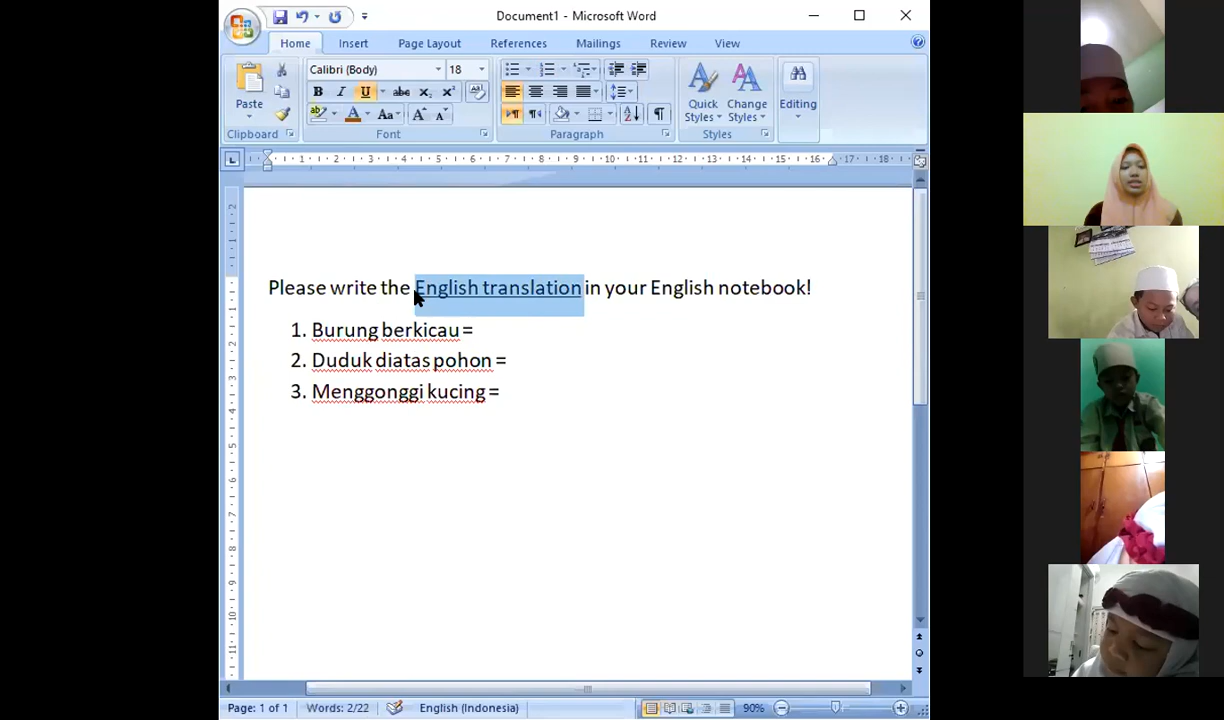 Document1 - Microsoft Word
Home Insert Page Layout References Mailings Review View
Calibri (Body) 18
Paste
Quick Styles
Change Styles
Editing
Clipboard Font Paragraph Styles
Please write the English translation in your English notebook!
1. Burung berkicau =
2. Duduk diatas pohon =
3. Menggonggi kucing =
Page: 1 of 1 Words: 2/22 English (Indonesia) 90%